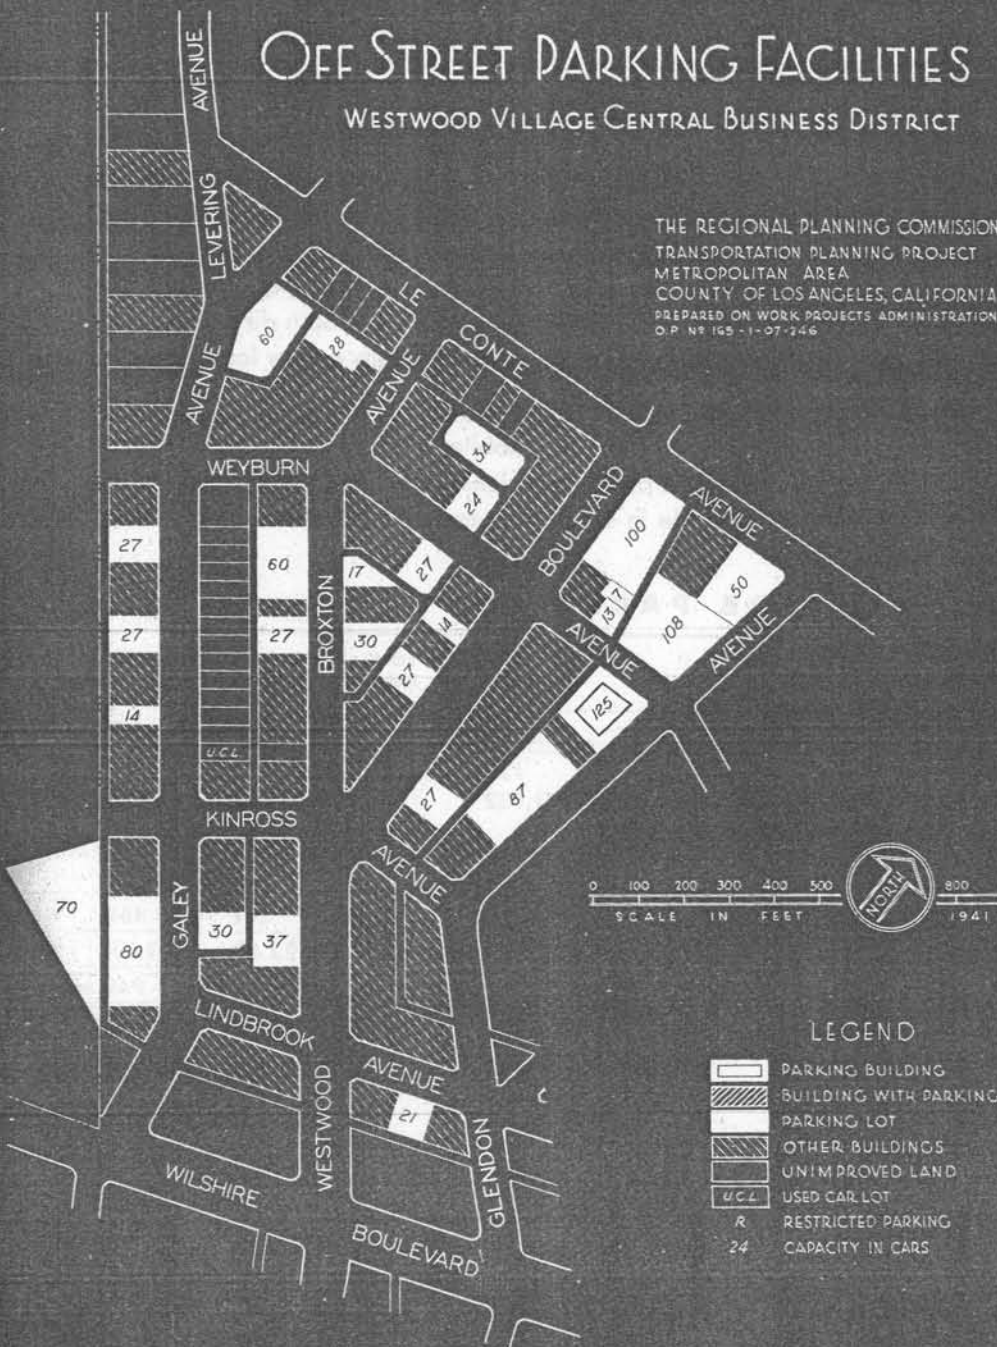 OFF STREET PARKING FACILITIES
WESTWOOD VILLAGE CENTRAL BUSINESS DISTRICT
THE REGIONAL PLANNING COMMISSION
TRANSPORTATION PLANNING PROJECT
METROPOLITAN AREA
COUNTY OF LOS ANGELES, CALIFORNIA
PREPARED ON WORK PROJECTS ADMINISTRATION
O.P. Nº 165-1-07-246
AVENUE
LEVERING
AVENUE
LE
CONTE
AVENUE
60
28
AVENUE
WEYBURN
34
24
BOULEVARD
100
7
13
50
108
AVENUE
AVENUE
27
27
14
60
27
U.C.L.
BROXTON
17
30
27
14
27
125
87
27
KINROSS
AVENUE
70
80
GALEY
30
37
LINDBROOK
AVENUE
WESTWOOD
21
GLENDON
WILSHIRE
BOULEVARD
0 100 200 300 400 500 800
SCALE IN FEET
NORTH
1941
LEGEND
PARKING BUILDING
BUILDING WITH PARKING
PARKING LOT
OTHER BUILDINGS
UNIMPROVED LAND
U.C.L. USED CAR LOT
R RESTRICTED PARKING
24 CAPACITY IN CARS